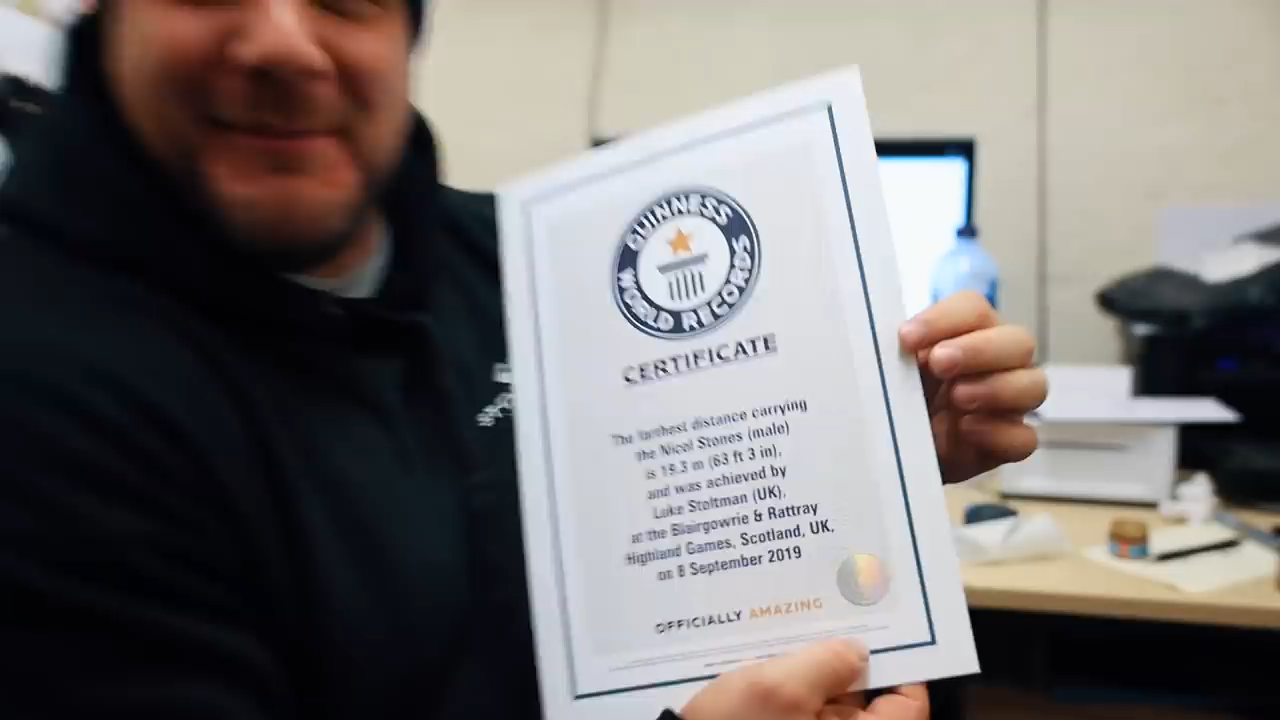 GUINNESS
WORLD RECORDS
CERTIFICATE
The farthest distance carrying
the Nicol Stones (male)
is 19.3 m (63 ft 3 in),
and was achieved by
Luke Stoltman (UK),
at the Blairgowrie & Rattray
Highland Games, Scotland, UK,
on 8 September 2019
OFFICIALLY AMAZING